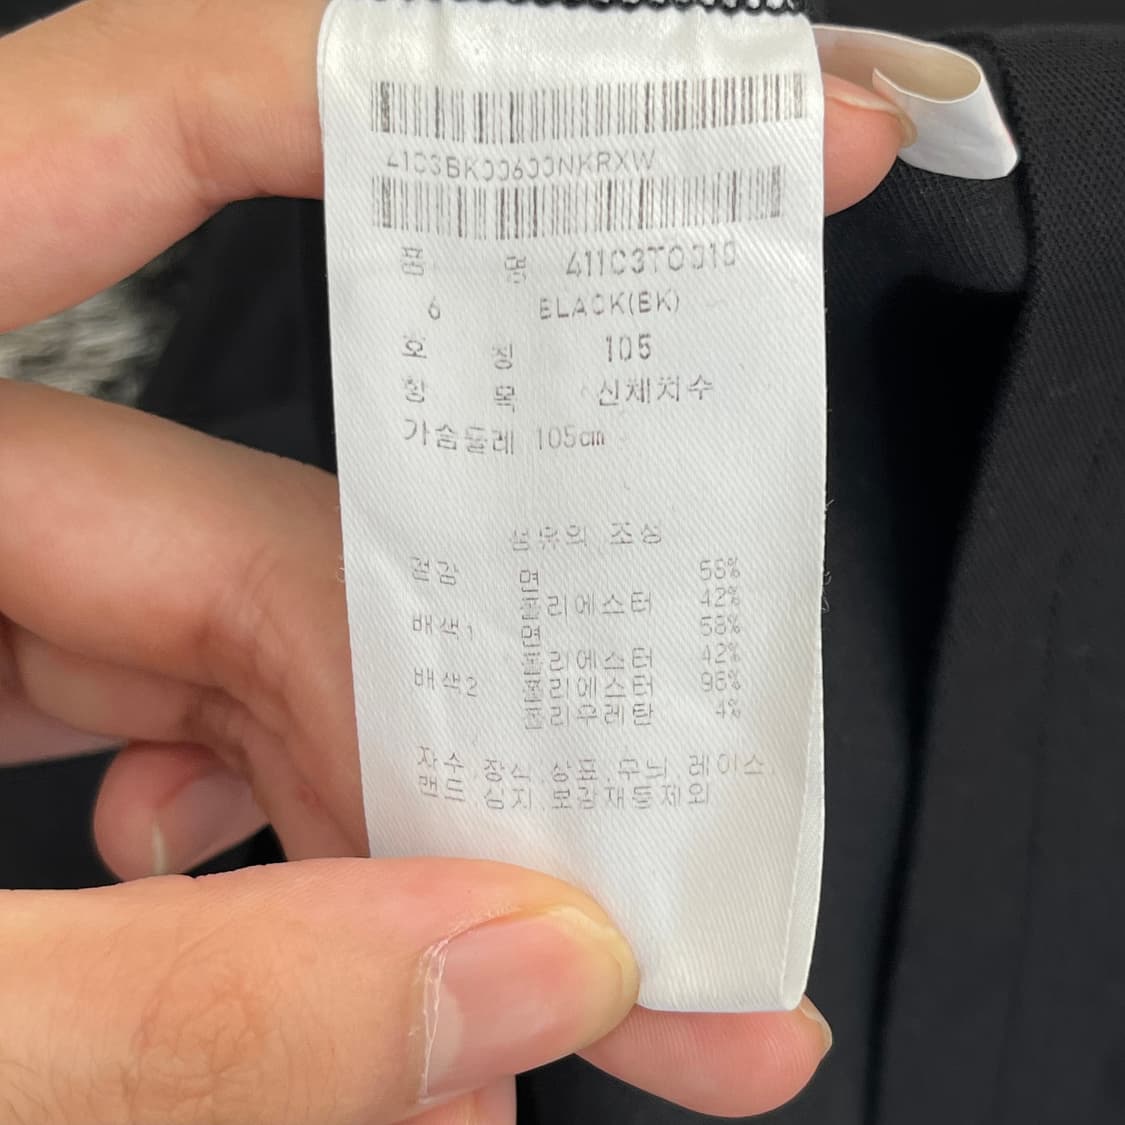 4103BK00600NKRXW
품 명 411C3TO010
6 BLACK(BK)
호 칭 105
항 목 신체치수
가슴둘레 105cm
섬유의 조성
겉감 면 58%
폴리에스터 42%
배색1 면 58%
폴리에스터 42%
배색2 폴리에스터 96%
폴리우레탄 4%
자수,장식,상표,무늬,레이스,
밴드,심지,보강재등제외